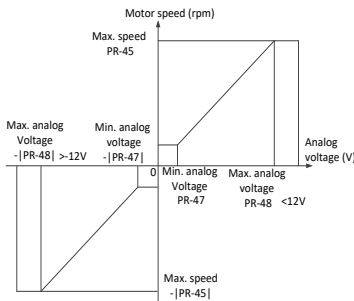 Motor speed (rpm)
Max. speed
PR-45
Max. analog
Voltage
-|PR-48| >-12V
Min. analog
voltage
-|PR-47|
Analog
voltage (V)
0
Min. analog
Voltage
PR-47
Max. analog
voltage
PR-48 <12V
Max. speed
-|PR-45|